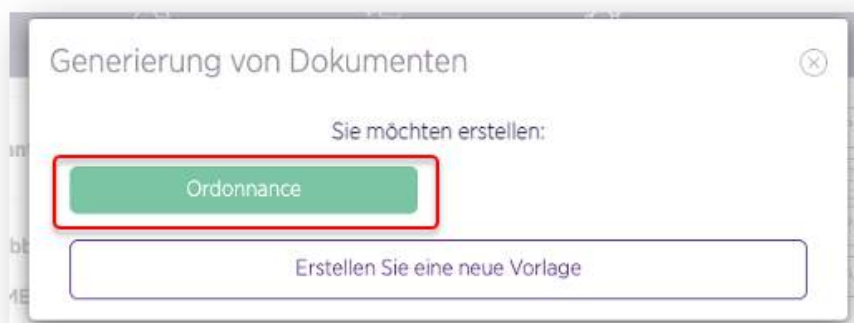 Generierung von Dokumenten
Sie möchten erstellen:
Ordonnance
Erstellen Sie eine neue Vorlage